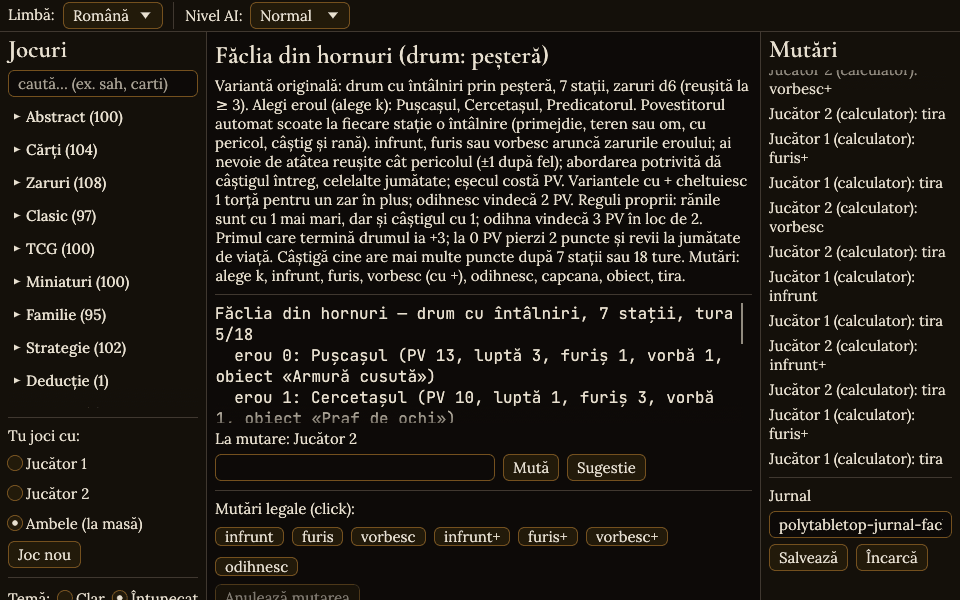 Limbă: Română Nivel AI: Normal
Jocuri
caută... (ex. sah, carti)
Abstract (100)
Cărți (104)
Zaruri (108)
Clasic (97)
TCG (100)
Miniaturi (100)
Familie (95)
Strategie (102)
Deducție (1)
Tu joci cu:
Jucător 1
Jucător 2
Ambele (la masă)
Joc nou
Temă: Clar Întunecat
Făclia din hornuri (drum: peșteră)
Variantă originală: drum cu întâlniri prin peșteră, 7 stații, zaruri d6 (reușită la
≥ 3). Alegi eroul (alege k): Pușcașul, Cercetașul, Predicatorul. Povestitorul
automat scoate la fiecare stație o întâlnire (primejdie, teren sau om, cu
pericol, câștig și rană). infrunt, furis sau vorbesc aruncă zarurile eroului; ai
nevoie de atâtea reușite cât pericolul (±1 după fel); abordarea potrivită dă
câștigul întreg, celelalte jumătate; eșecul costă PV. Variantele cu + cheltuiesc
1 torță pentru un zar în plus; odihnesc vindecă 2 PV. Reguli proprii: rănile
sunt cu 1 mai mari, dar și câștigul cu 1; odihna vindecă 3 PV în loc de 2.
Primul care termină drumul ia +3; la 0 PV pierzi 2 puncte și revii la jumătate
de viață. Câștigă cine are mai multe puncte după 7 stații sau 18 ture. Mutări:
alege k, infrunt, furis, vorbesc (cu +), odihnesc, capcana, obiect, tira.
Făclia din hornuri — drum cu întâlniri, 7 stații, tura
5/18
erou 0: Pușcașul (PV 13, luptă 3, furiș 1, vorbă 1,
obiect «Armură cusută»)
erou 1: Cercetașul (PV 10, luptă 1, furiș 3, vorbă
1, obiect «Praf de ochi»)
La mutare: Jucător 2
Mută Sugestie
Mutări legale (click):
infrunt furis vorbesc infrunt+ furis+ vorbesc+
odihnesc
Anulează mutarea
Mutări
Jucător 2 (calculator):
vorbesc+
Jucător 2 (calculator): tira
Jucător 1 (calculator):
furis+
Jucător 1 (calculator): tira
Jucător 2 (calculator):
vorbesc
Jucător 2 (calculator): tira
Jucător 1 (calculator):
infrunt
Jucător 1 (calculator): tira
Jucător 2 (calculator):
infrunt+
Jucător 2 (calculator): tira
Jucător 1 (calculator):
furis+
Jucător 1 (calculator): tira
Jurnal
polytabletop-jurnal-fac
Salvează Încarcă